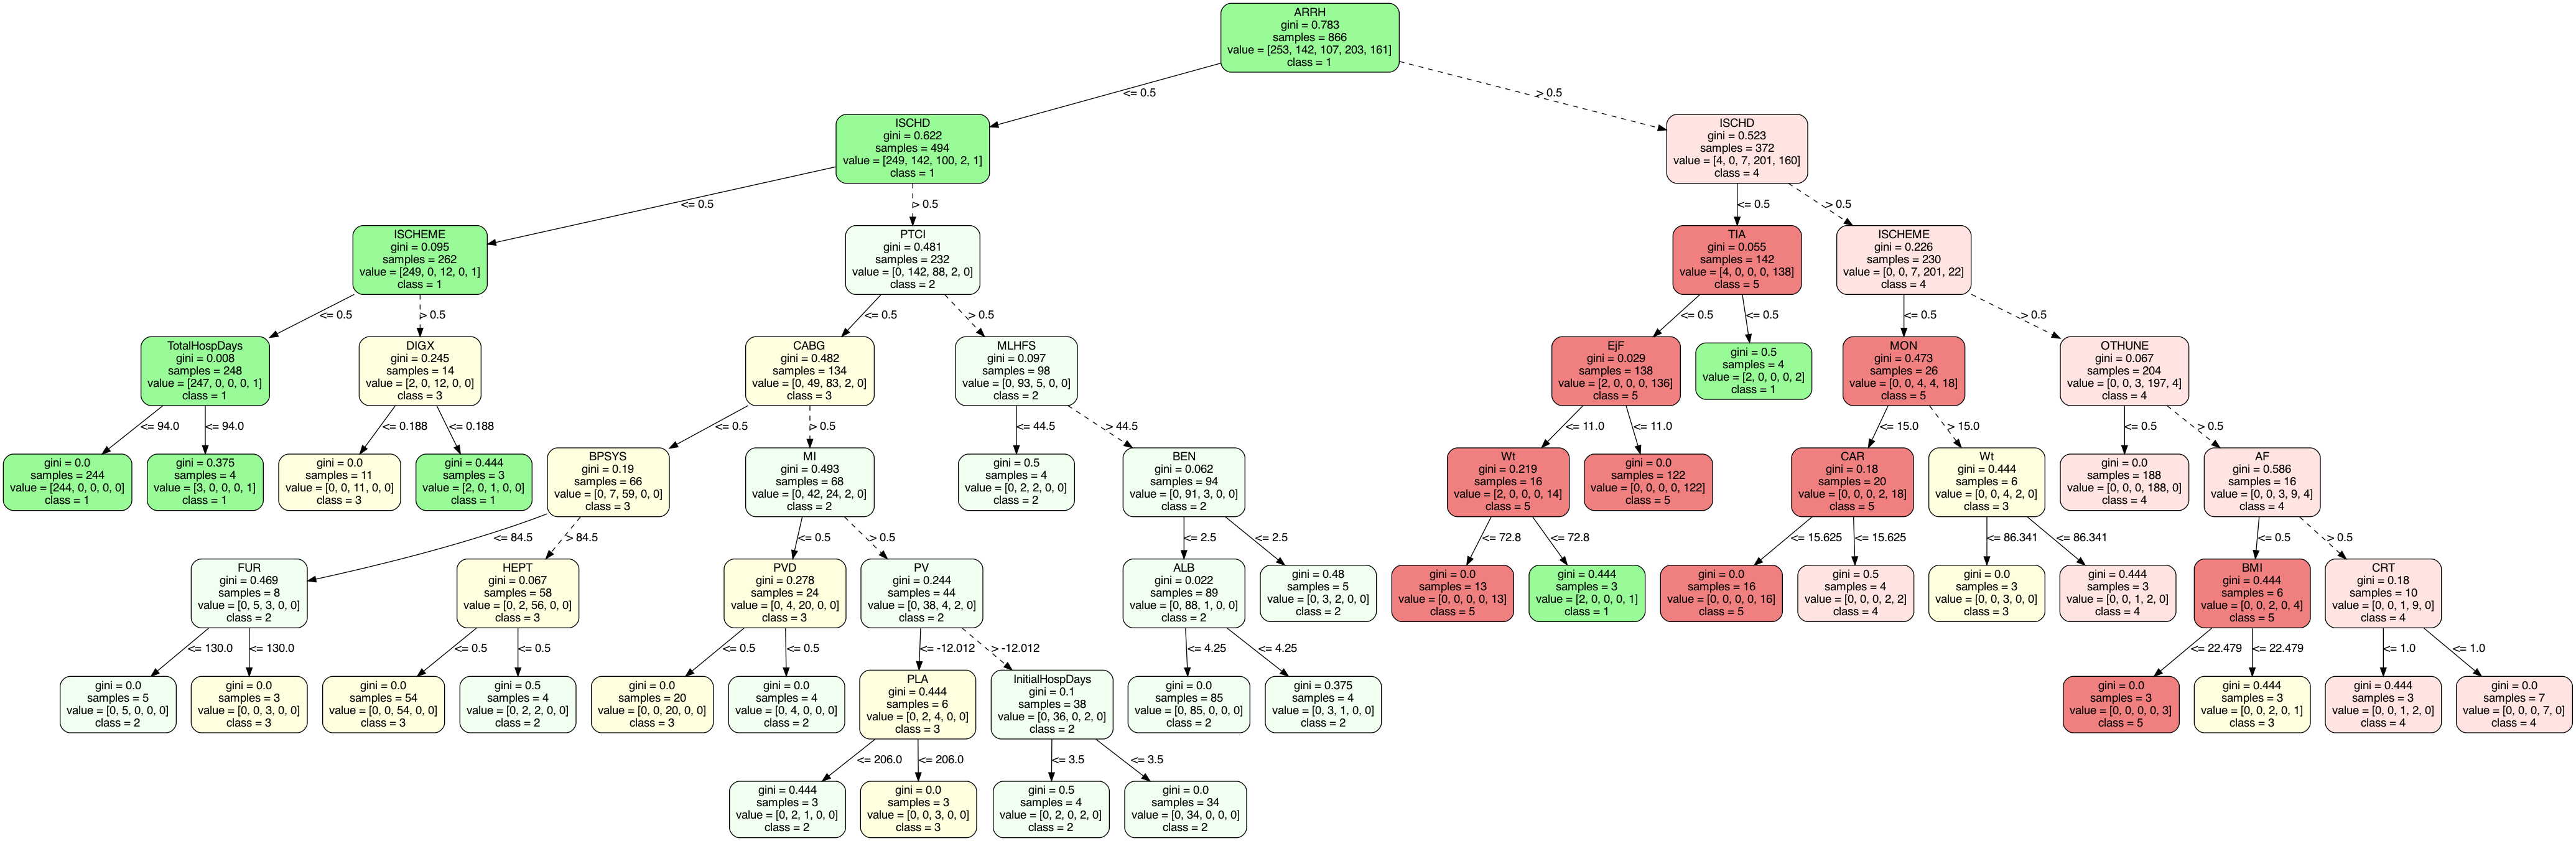 ARRH
gini = 0.783
samples = 866
value = [253, 142, 107, 203, 161]
class = 1
<= 0.5
> 0.5
ISCHD
gini = 0.622
samples = 494
value = [249, 142, 100, 2, 1]
class = 1
ISCHD
gini = 0.523
samples = 372
value = [4, 0, 7, 201, 160]
class = 4
<= 0.5
> 0.5
<= 0.5
> 0.5
ISCHEME
gini = 0.095
samples = 262
value = [249, 0, 12, 0, 1]
class = 1
PTCI
gini = 0.481
samples = 232
value = [0, 142, 88, 2, 0]
class = 2
TIA
gini = 0.055
samples = 142
value = [4, 0, 0, 0, 138]
class = 5
ISCHEME
gini = 0.226
samples = 230
value = [0, 0, 7, 201, 22]
class = 4
<= 0.5
> 0.5
<= 0.5
> 0.5
<= 0.5
<= 0.5
<= 0.5
> 0.5
TotalHospDays
gini = 0.008
samples = 248
value = [247, 0, 0, 0, 1]
class = 1
DIGX
gini = 0.245
samples = 14
value = [2, 0, 12, 0, 0]
class = 3
CABG
gini = 0.482
samples = 134
value = [0, 49, 83, 2, 0]
class = 3
MLHFS
gini = 0.097
samples = 98
value = [0, 93, 5, 0, 0]
class = 2
EjF
gini = 0.029
samples = 138
value = [2, 0, 0, 0, 136]
class = 5
gini = 0.5
samples = 4
value = [2, 0, 0, 0, 2]
class = 1
MON
gini = 0.473
samples = 26
value = [0, 0, 4, 4, 18]
class = 5
OTHUNE
gini = 0.067
samples = 204
value = [0, 0, 3, 197, 4]
class = 4
<= 94.0
<= 94.0
<= 0.188
<= 0.188
<= 0.5
> 0.5
<= 44.5
> 44.5
<= 11.0
<= 11.0
<= 15.0
> 15.0
<= 0.5
> 0.5
gini = 0.0
samples = 244
value = [244, 0, 0, 0, 0]
class = 1
gini = 0.375
samples = 4
value = [3, 0, 0, 0, 1]
class = 1
gini = 0.0
samples = 11
value = [0, 0, 11, 0, 0]
class = 3
gini = 0.444
samples = 3
value = [2, 0, 1, 0, 0]
class = 1
BPSYS
gini = 0.19
samples = 66
value = [0, 7, 59, 0, 0]
class = 3
MI
gini = 0.493
samples = 68
value = [0, 42, 24, 2, 0]
class = 2
gini = 0.5
samples = 4
value = [0, 2, 2, 0, 0]
class = 2
BEN
gini = 0.062
samples = 94
value = [0, 91, 3, 0, 0]
class = 2
Wt
gini = 0.219
samples = 16
value = [2, 0, 0, 0, 14]
class = 5
gini = 0.0
samples = 122
value = [0, 0, 0, 0, 122]
class = 5
CAR
gini = 0.18
samples = 20
value = [0, 0, 0, 2, 18]
class = 5
Wt
gini = 0.444
samples = 6
value = [0, 0, 4, 2, 0]
class = 3
gini = 0.0
samples = 188
value = [0, 0, 0, 188, 0]
class = 4
AF
gini = 0.586
samples = 16
value = [0, 0, 3, 9, 4]
class = 4
<= 84.5
> 84.5
<= 0.5
> 0.5
<= 2.5
<= 2.5
<= 72.8
<= 72.8
<= 15.625
<= 15.625
<= 86.341
<= 86.341
<= 0.5
> 0.5
FUR
gini = 0.469
samples = 8
value = [0, 5, 3, 0, 0]
class = 2
HEPT
gini = 0.067
samples = 58
value = [0, 2, 56, 0, 0]
class = 3
PVD
gini = 0.278
samples = 24
value = [0, 4, 20, 0, 0]
class = 3
PV
gini = 0.244
samples = 44
value = [0, 38, 4, 2, 0]
class = 2
ALB
gini = 0.022
samples = 89
value = [0, 88, 1, 0, 0]
class = 2
gini = 0.48
samples = 5
value = [0, 3, 2, 0, 0]
class = 2
gini = 0.0
samples = 13
value = [0, 0, 0, 0, 13]
class = 5
gini = 0.444
samples = 3
value = [2, 0, 0, 0, 1]
class = 1
gini = 0.0
samples = 16
value = [0, 0, 0, 0, 16]
class = 5
gini = 0.5
samples = 4
value = [0, 0, 0, 2, 2]
class = 4
gini = 0.0
samples = 3
value = [0, 0, 3, 0, 0]
class = 3
gini = 0.444
samples = 3
value = [0, 0, 1, 2, 0]
class = 4
BMI
gini = 0.444
samples = 6
value = [0, 0, 2, 0, 4]
class = 5
CRT
gini = 0.18
samples = 10
value = [0, 0, 1, 9, 0]
class = 4
<= 130.0
<= 130.0
<= 0.5
<= 0.5
<= 0.5
<= 0.5
<= -12.012
> -12.012
<= 4.25
<= 4.25
<= 22.479
<= 22.479
<= 1.0
<= 1.0
gini = 0.0
samples = 5
value = [0, 5, 0, 0, 0]
class = 2
gini = 0.0
samples = 3
value = [0, 0, 3, 0, 0]
class = 3
gini = 0.0
samples = 54
value = [0, 0, 54, 0, 0]
class = 3
gini = 0.5
samples = 4
value = [0, 2, 2, 0, 0]
class = 2
gini = 0.0
samples = 20
value = [0, 0, 20, 0, 0]
class = 3
gini = 0.0
samples = 4
value = [0, 4, 0, 0, 0]
class = 2
PLA
gini = 0.444
samples = 6
value = [0, 2, 4, 0, 0]
class = 3
InitialHospDays
gini = 0.1
samples = 38
value = [0, 36, 0, 2, 0]
class = 2
gini = 0.0
samples = 85
value = [0, 85, 0, 0, 0]
class = 2
gini = 0.375
samples = 4
value = [0, 3, 1, 0, 0]
class = 2
gini = 0.0
samples = 3
value = [0, 0, 0, 0, 3]
class = 5
gini = 0.444
samples = 3
value = [0, 0, 2, 0, 1]
class = 3
gini = 0.444
samples = 3
value = [0, 0, 1, 2, 0]
class = 4
gini = 0.0
samples = 7
value = [0, 0, 0, 7, 0]
class = 4
<= 206.0
<= 206.0
<= 3.5
<= 3.5
gini = 0.444
samples = 3
value = [0, 2, 1, 0, 0]
class = 2
gini = 0.0
samples = 3
value = [0, 0, 3, 0, 0]
class = 3
gini = 0.5
samples = 4
value = [0, 2, 0, 2, 0]
class = 2
gini = 0.0
samples = 34
value = [0, 34, 0, 0, 0]
class = 2